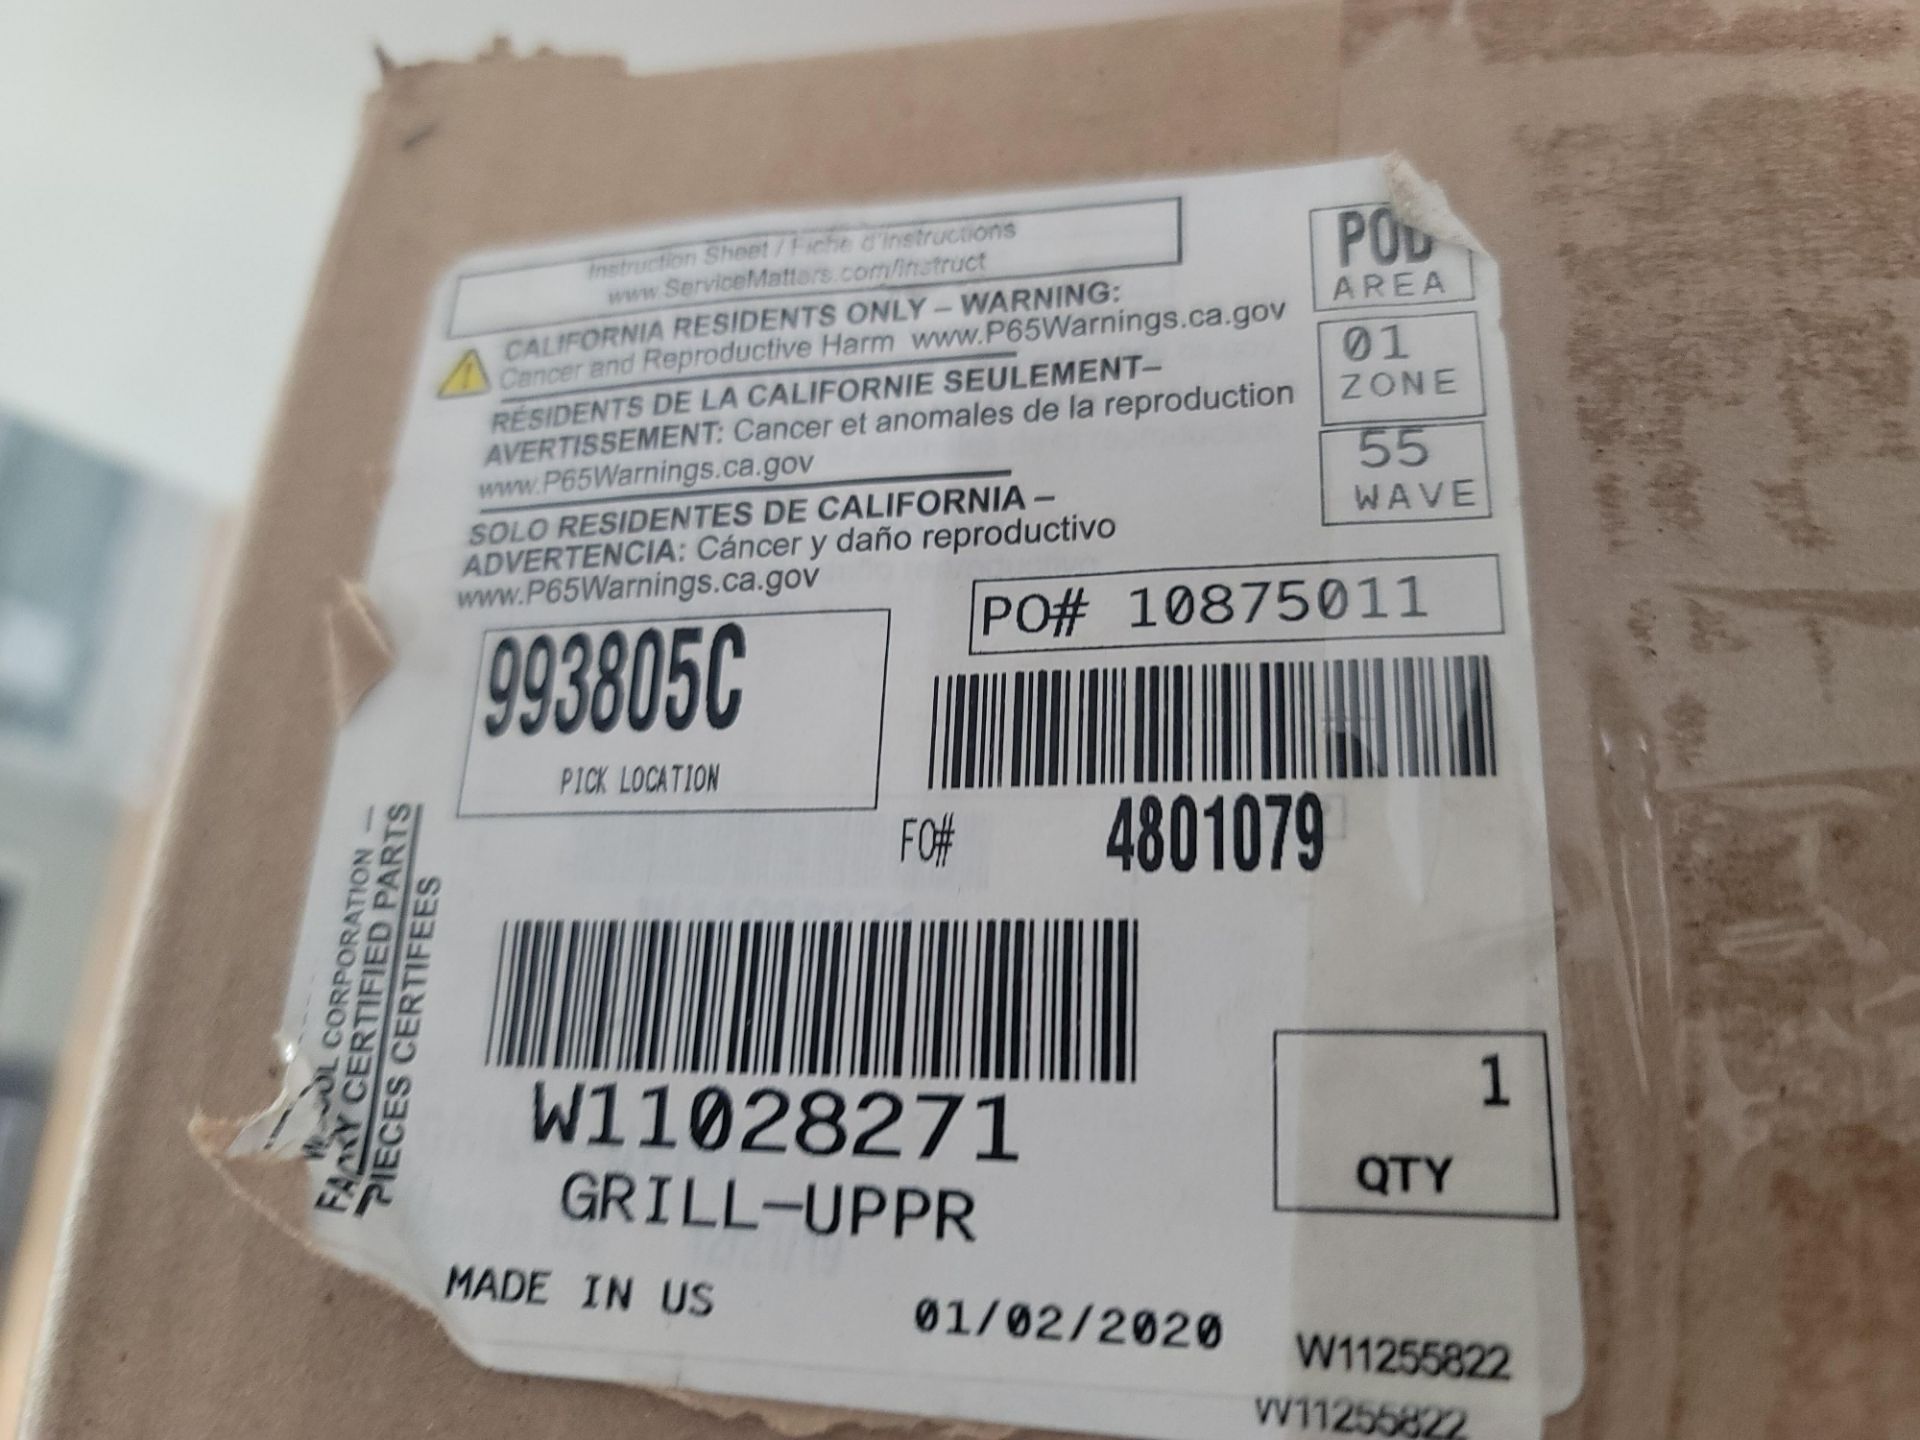 Instruction Sheet / Fiche d'instructions
www.ServiceMatters.com/instruct
CALIFORNIA RESIDENTS ONLY – WARNING:
Cancer and Reproductive Harm www.P65Warnings.ca.gov
RÉSIDENTS DE LA CALIFORNIE SEULEMENT–
AVERTISSEMENT: Cancer et anomales de la reproduction
www.P65Warnings.ca.gov
SOLO RESIDENTES DE CALIFORNIA –
ADVERTENCIA: Cáncer y daño reproductivo
www.P65Warnings.ca.gov
POD
AREA
01
ZONE
55
WAVE
PO# 10875011
993805C
PICK LOCATION
FO# 4801079
CORPORATION –
CERTIFIED PARTS
PIECES CERTIFEES
W11028271
GRILL-UPPR
1
QTY
MADE IN US
01/02/2020
W11255822
W11255822